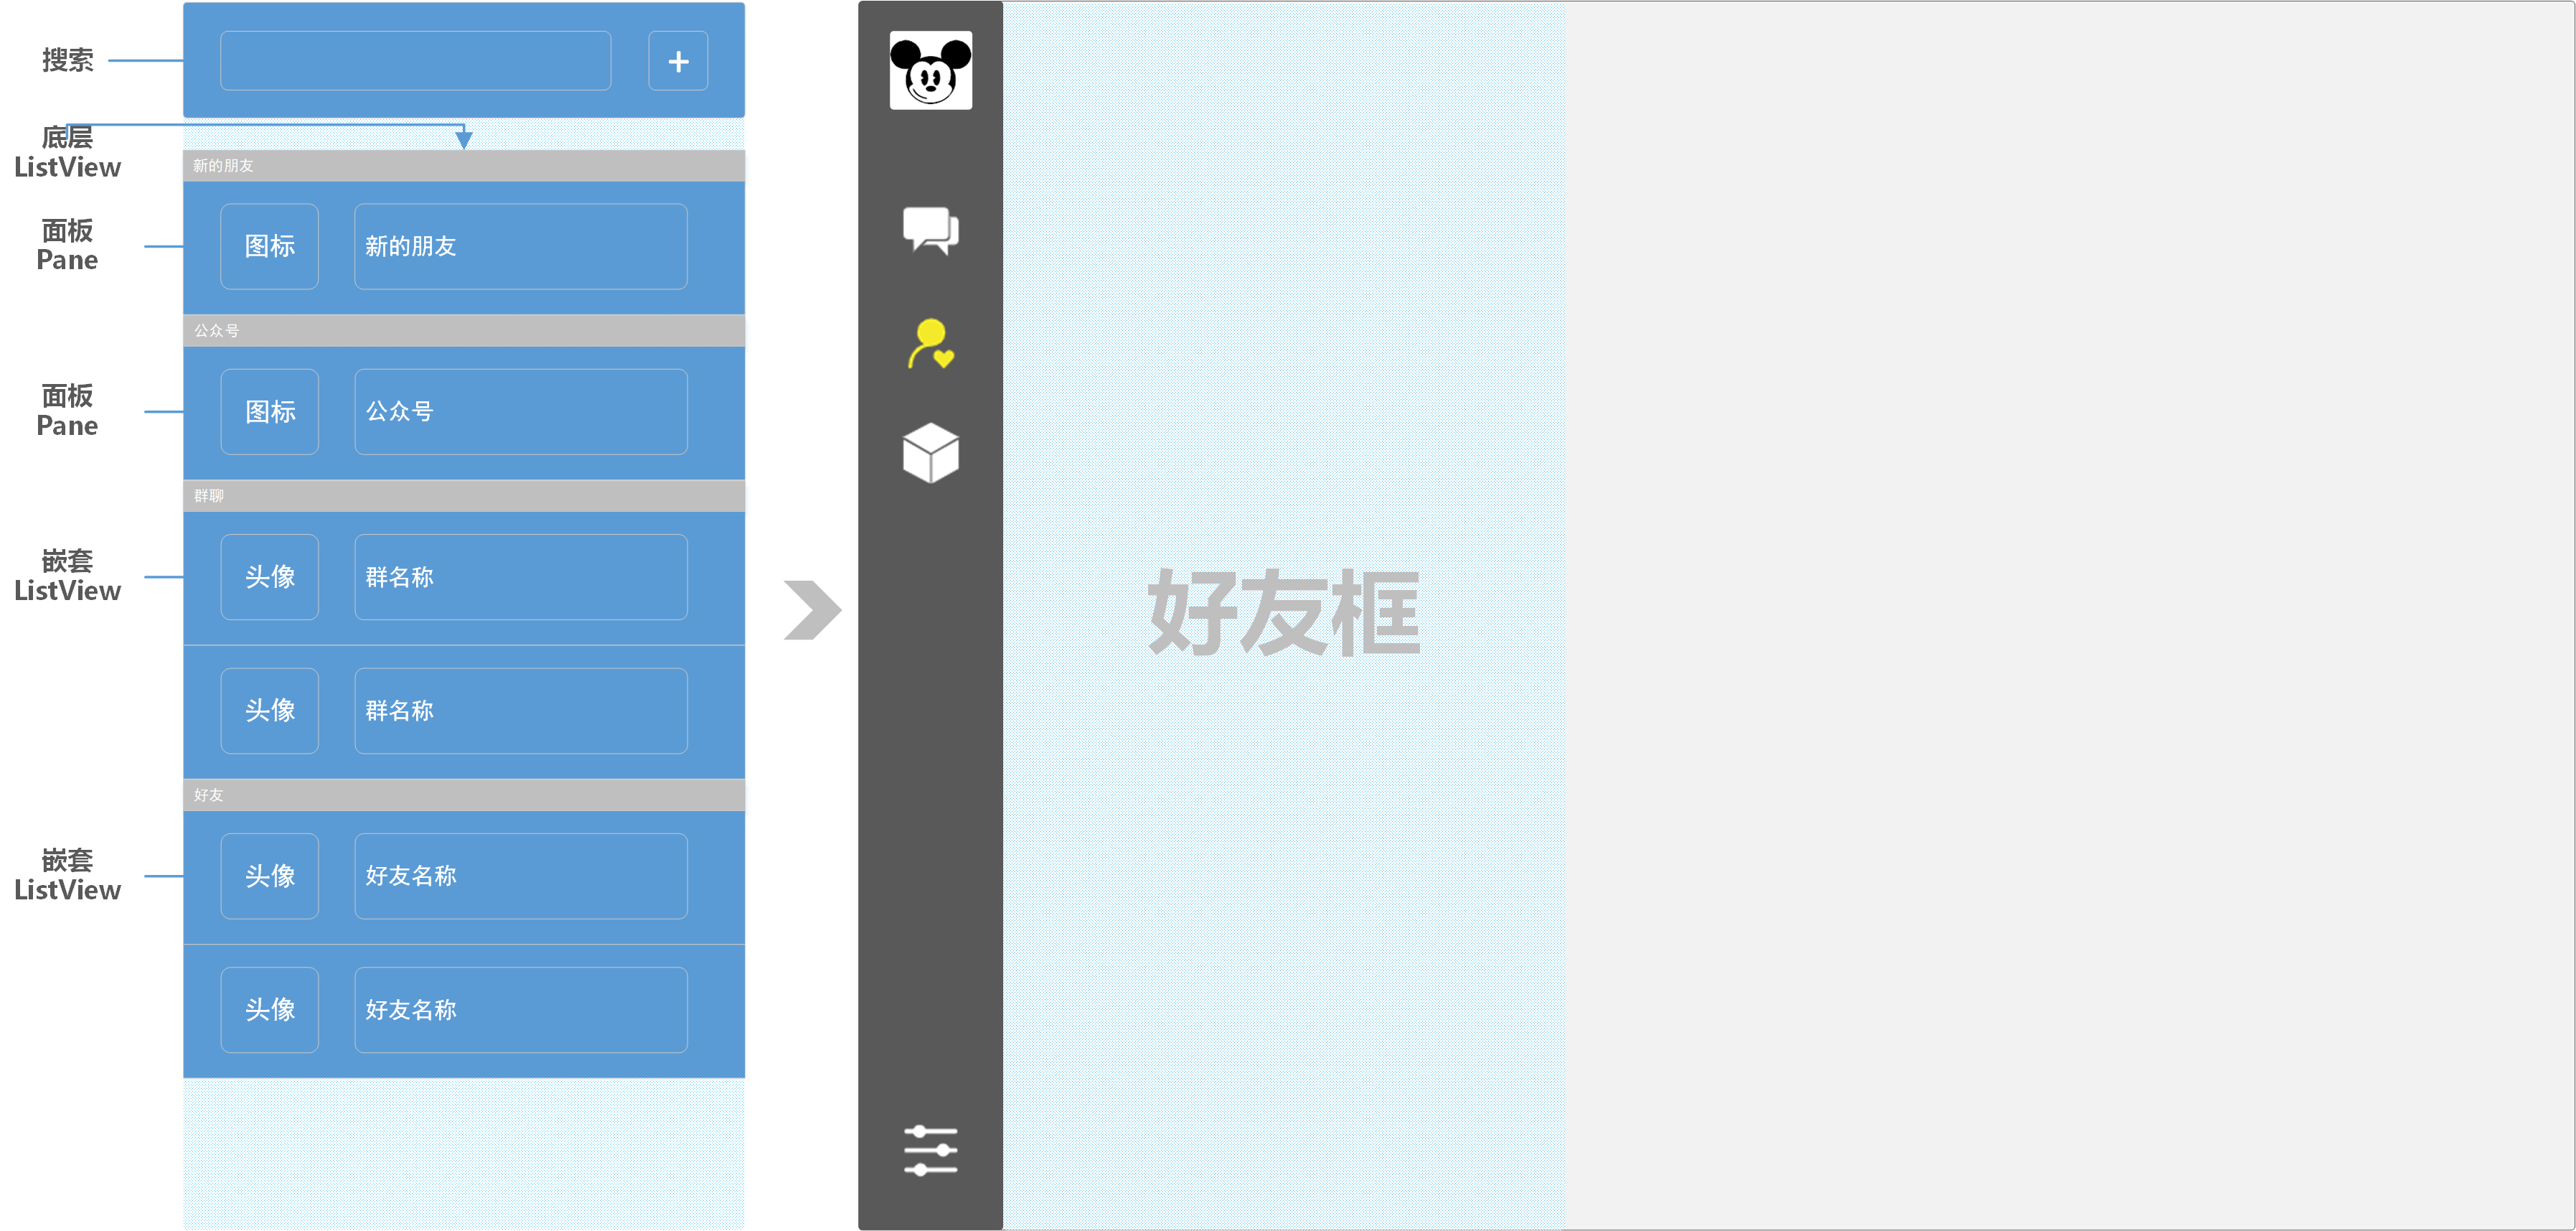 搜索
+
底层
ListView
新的朋友
面板
Pane
图标
新的朋友
公众号
面板
Pane
图标
公众号
群聊
嵌套
ListView
头像
群名称
头像
群名称
好友
嵌套
ListView
头像
好友名称
头像
好友名称
好友框